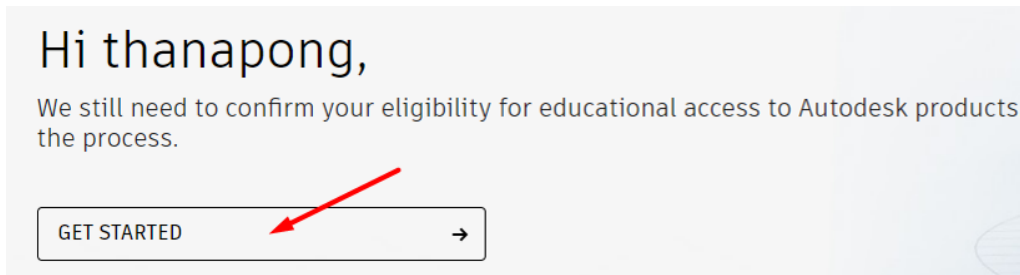 Hi thanapong,
We still need to confirm your eligibility for educational access to Autodesk products
the process.
GET STARTED